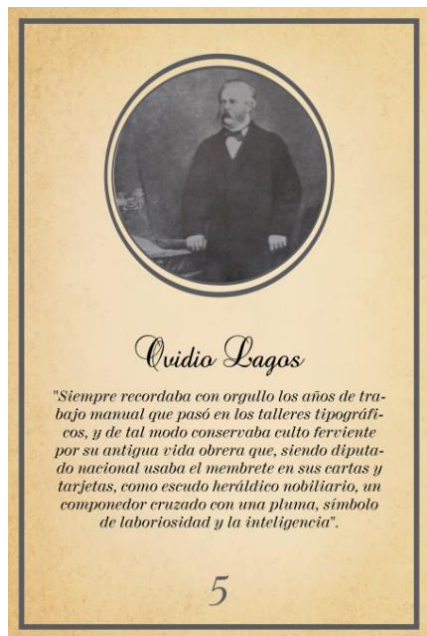 Ovidio Lagos
"Siempre recordaba con orgullo los años de tra-
bajo manual que pasó en los talleres tipográfi-
cos, y de tal modo conservaba culto ferviente
por su antigua vida obrera que, siendo diputa-
do nacional usaba el membrete en sus cartas y
tarjetas, como escudo heráldico nobiliario, un
componedor cruzado con una pluma, símbolo
de laboriosidad y la inteligencia".
5